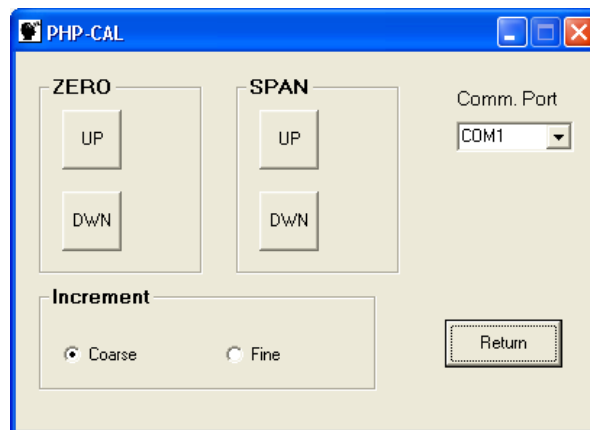 PHP-CAL
ZERO
UP
DWN
SPAN
UP
DWN
Comm. Port
COM1
Increment
Coarse
Fine
Return